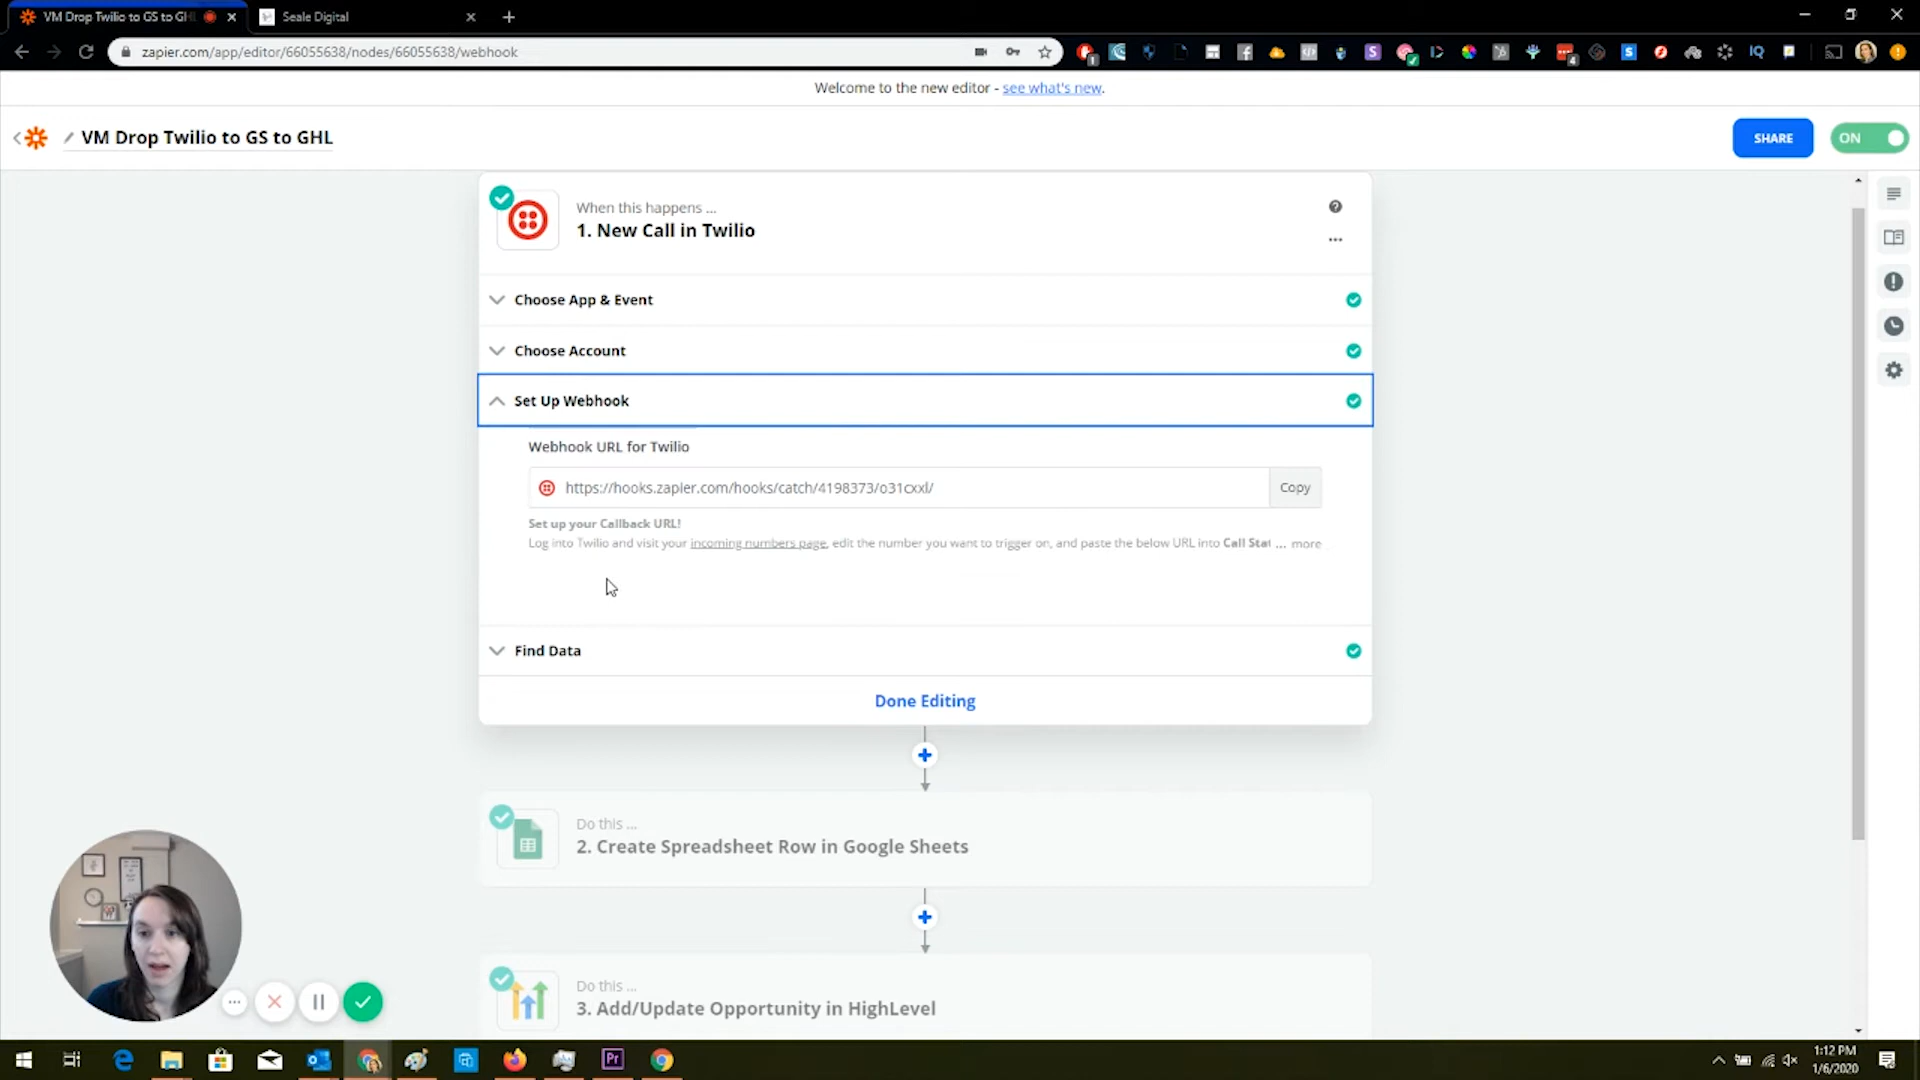 VM Drop Twilio to GS to GHL
Seale Digital
zapier.com/app/editor/66055638/nodes/66055638/webhook
Welcome to the new editor - see what's new.
VM Drop Twilio to GS to GHL
SHARE
ON
When this happens ...
1. New Call in Twilio
Choose App & Event
Choose Account
Set Up Webhook
Webhook URL for Twilio
https://hooks.zapier.com/hooks/catch/4198373/o31cxxl/
Copy
Set up your Callback URL!
Log into Twilio and visit your incoming numbers page, edit the number you want to trigger on, and paste the below URL into Call Stat ... more
Find Data
Done Editing
Do this ...
2. Create Spreadsheet Row in Google Sheets
Do this ...
3. Add/Update Opportunity in HighLevel
1:12 PM
1/6/2020